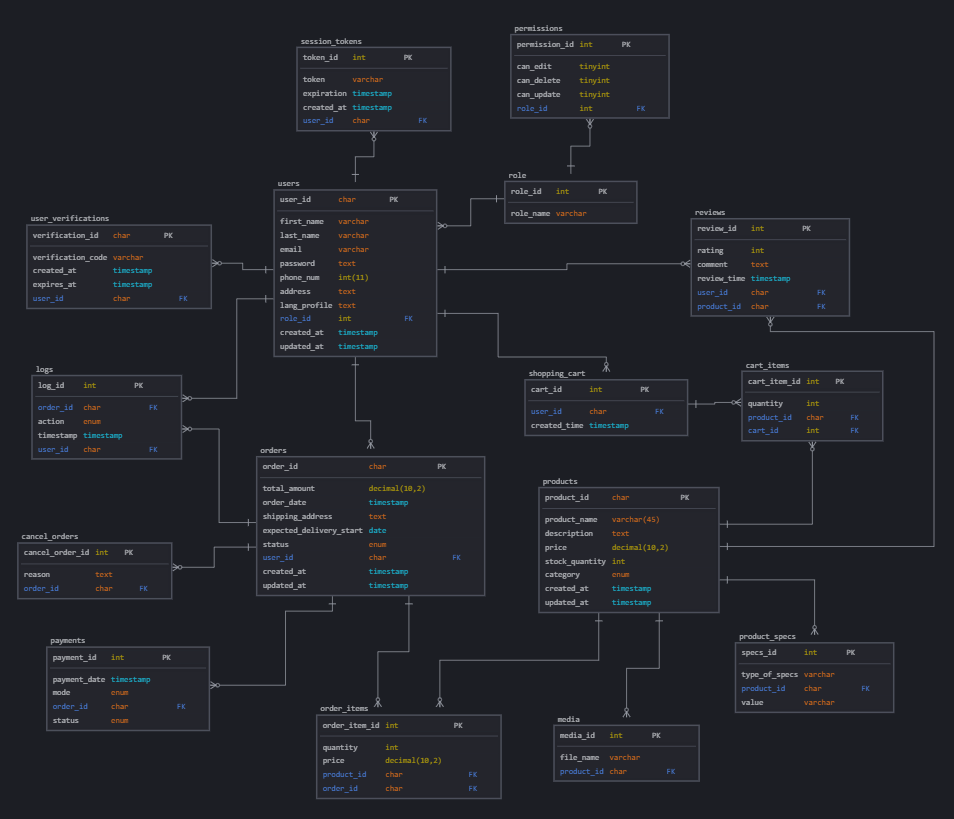 session_tokens
token_id int PK
token varchar
expiration timestamp
created_at timestamp
user_id char FK
permissions
permission_id int PK
can_edit tinyint
can_delete tinyint
can_update tinyint
role_id int FK
role
role_id int PK
role_name varchar
users
user_id char PK
first_name varchar
last_name varchar
email varchar
password text
phone_num int(11)
address text
lang_profile text
role_id int FK
created_at timestamp
updated_at timestamp
user_verifications
verification_id char PK
verification_code varchar
created_at timestamp
expires_at timestamp
user_id char FK
reviews
review_id int PK
rating int
comment text
review_time timestamp
user_id char FK
product_id char FK
logs
log_id int PK
order_id char FK
action enum
timestamp timestamp
user_id char FK
shopping_cart
cart_id int PK
user_id char FK
created_time timestamp
cart_items
cart_item_id int PK
quantity int
product_id char FK
cart_id int FK
orders
order_id char PK
total_amount decimal(10,2)
order_date timestamp
shipping_address text
expected_delivery_start date
status enum
user_id char FK
created_at timestamp
updated_at timestamp
products
product_id char PK
product_name varchar(45)
description text
price decimal(10,2)
stock_quantity int
category enum
created_at timestamp
updated_at timestamp
cancel_orders
cancel_order_id int PK
reason text
order_id char FK
payments
payment_id int PK
payment_date timestamp
mode enum
order_id char FK
status enum
product_specs
specs_id int PK
type_of_specs varchar
product_id char FK
value varchar
order_items
order_item_id int PK
quantity int
price decimal(10,2)
product_id char FK
order_id char FK
media
media_id int PK
file_name varchar
product_id char FK